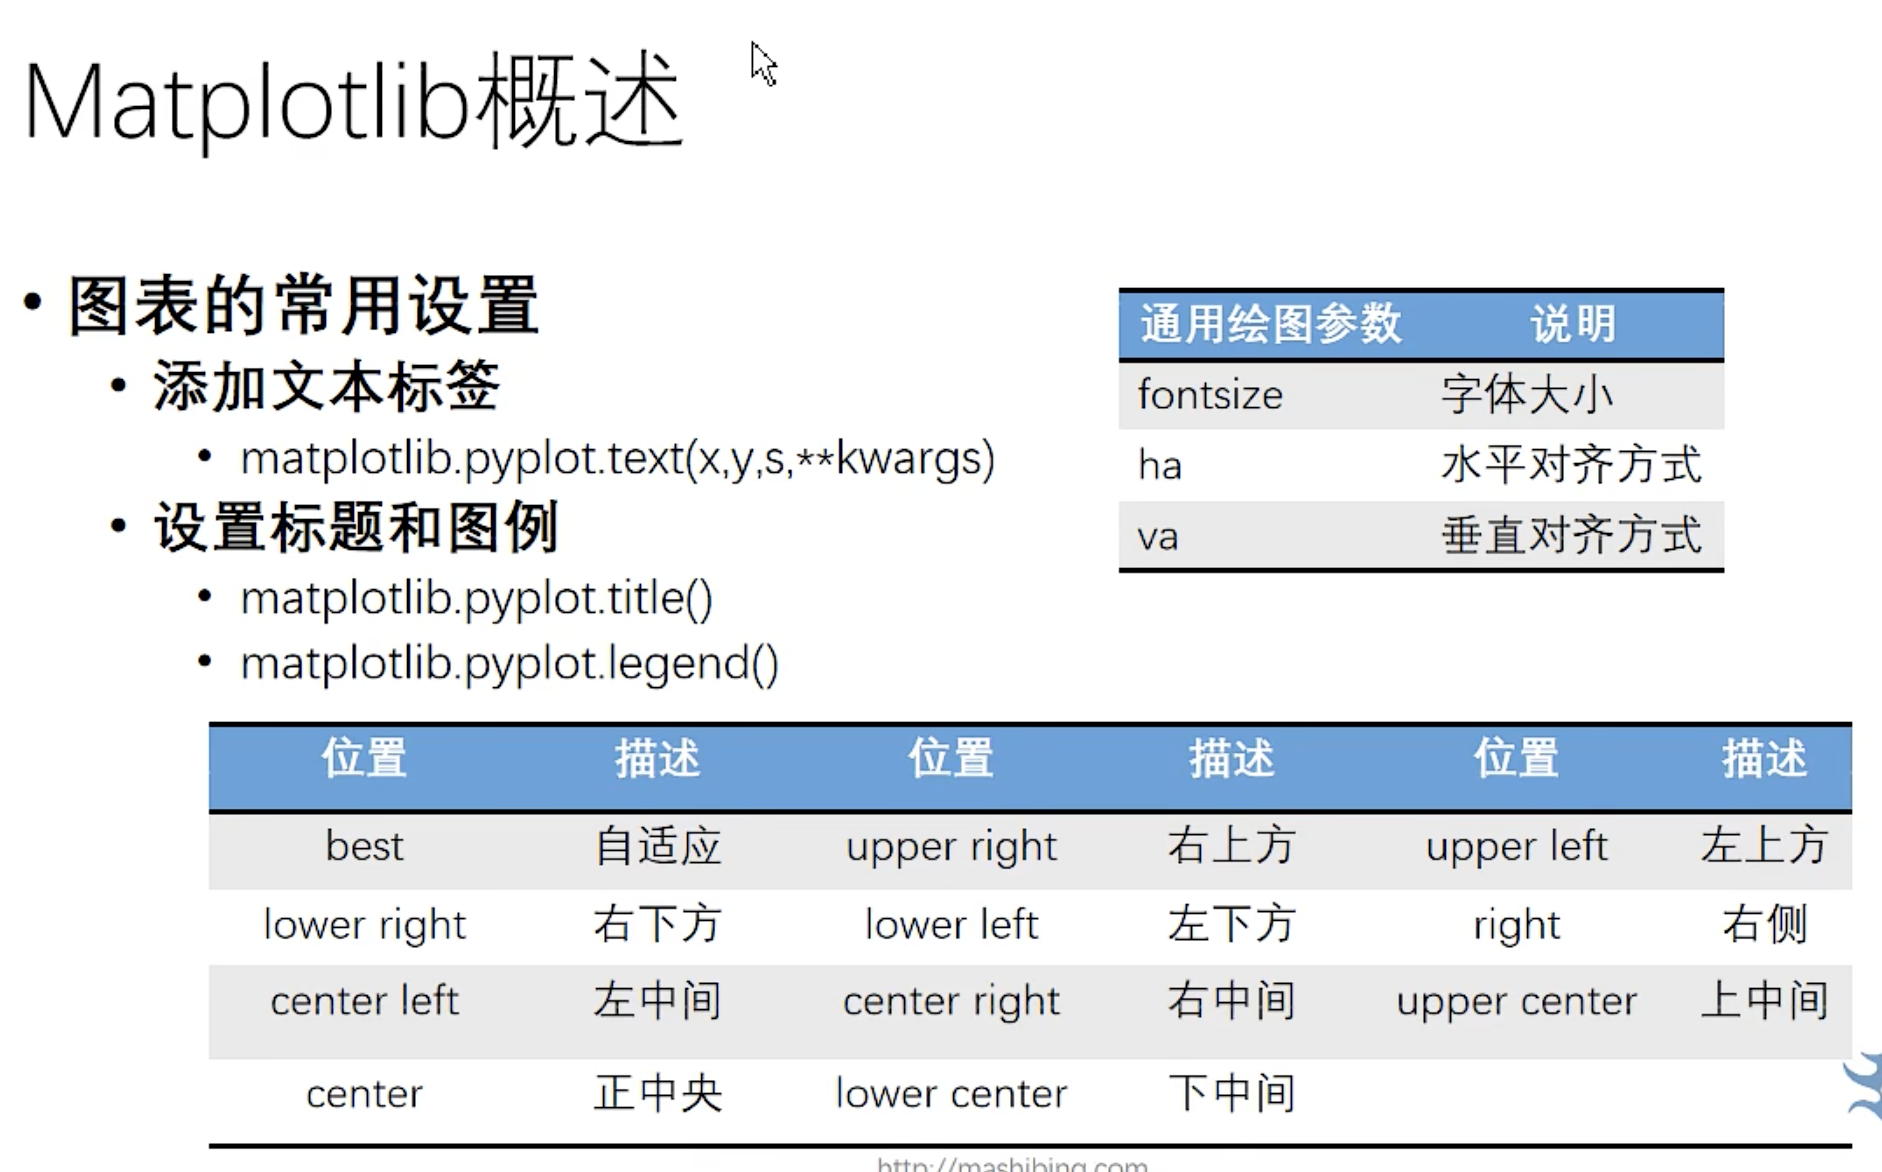 Matplotlib概述
• 图表的常用设置
• 添加文本标签
• matplotlib.pyplot.text(x,y,s,**kwargs)
• 设置标题和图例
• matplotlib.pyplot.title()
• matplotlib.pyplot.legend()
通用绘图参数 说明
fontsize 字体大小
ha 水平对齐方式
va 垂直对齐方式
位置 描述 位置 描述 位置 描述
best 自适应 upper right 右上方 upper left 左上方
lower right 右下方 lower left 左下方 right 右侧
center left 左中间 center right 右中间 upper center 上中间
center 正中央 lower center 下中间
http://mashibing.com